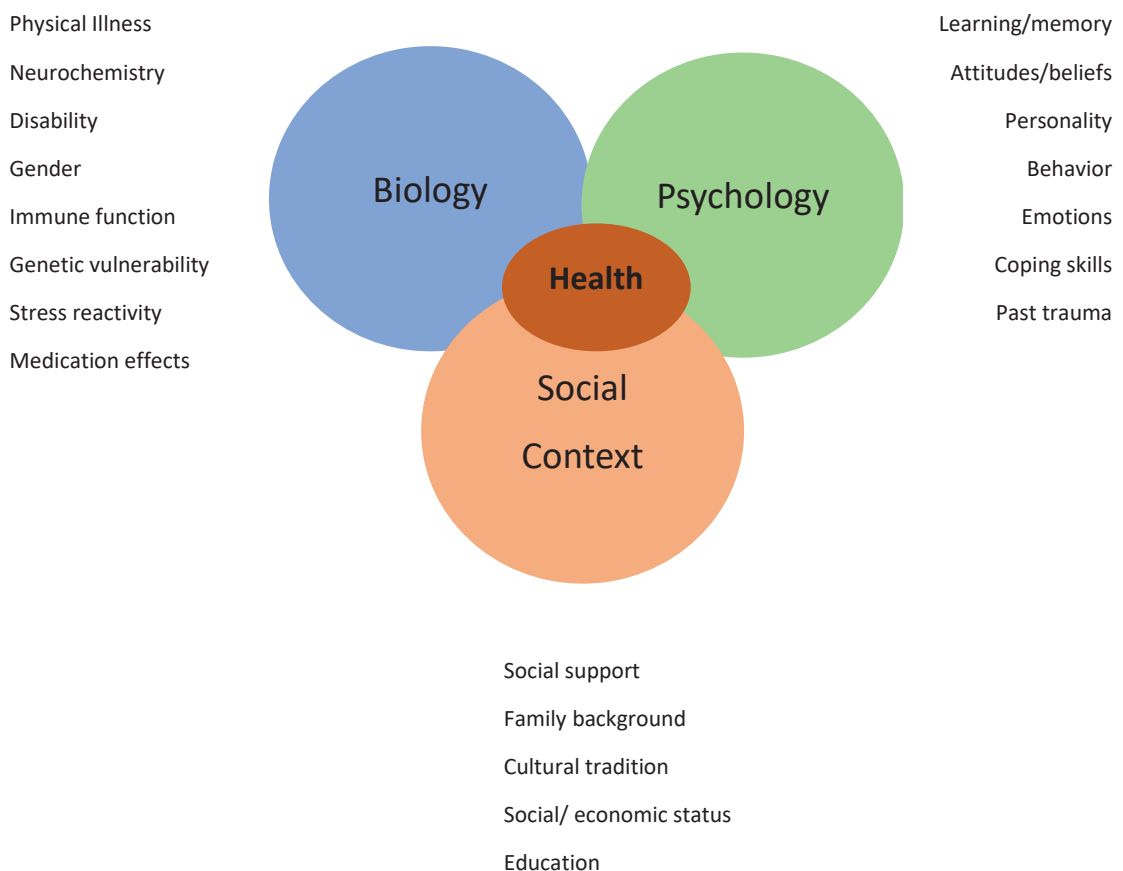 Physical Illness
Neurochemistry
Disability
Gender
Immune function
Genetic vulnerability
Stress reactivity
Medication effects
Biology
Psychology
Health
Social
Context
Learning/memory
Attitudes/beliefs
Personality
Behavior
Emotions
Coping skills
Past trauma
Social support
Family background
Cultural tradition
Social/ economic status
Education